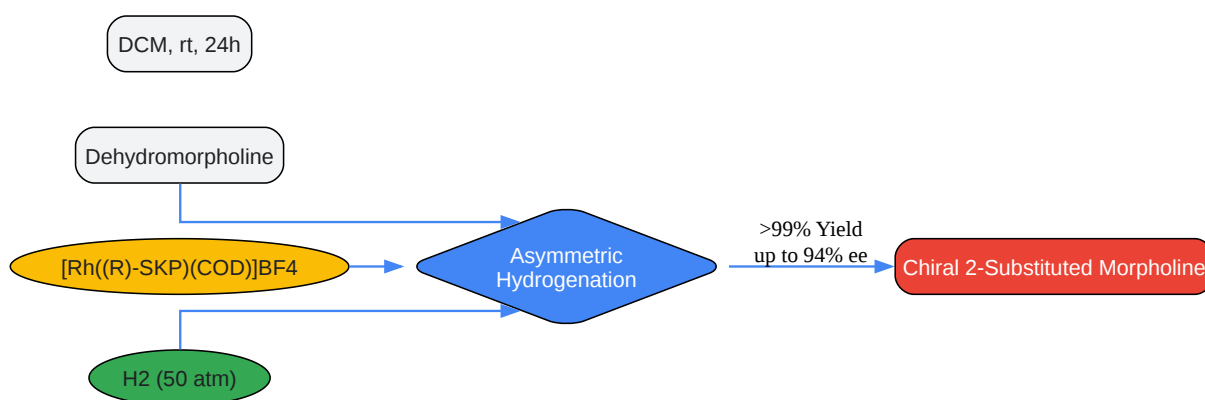 DCM, rt, 24h
Dehydromorpholine
[Rh((R)-SKP)(COD)]BF4
H2 (50 atm)
Asymmetric
Hydrogenation
>99% Yield
up to 94% ee
Chiral 2-Substituted Morpholine